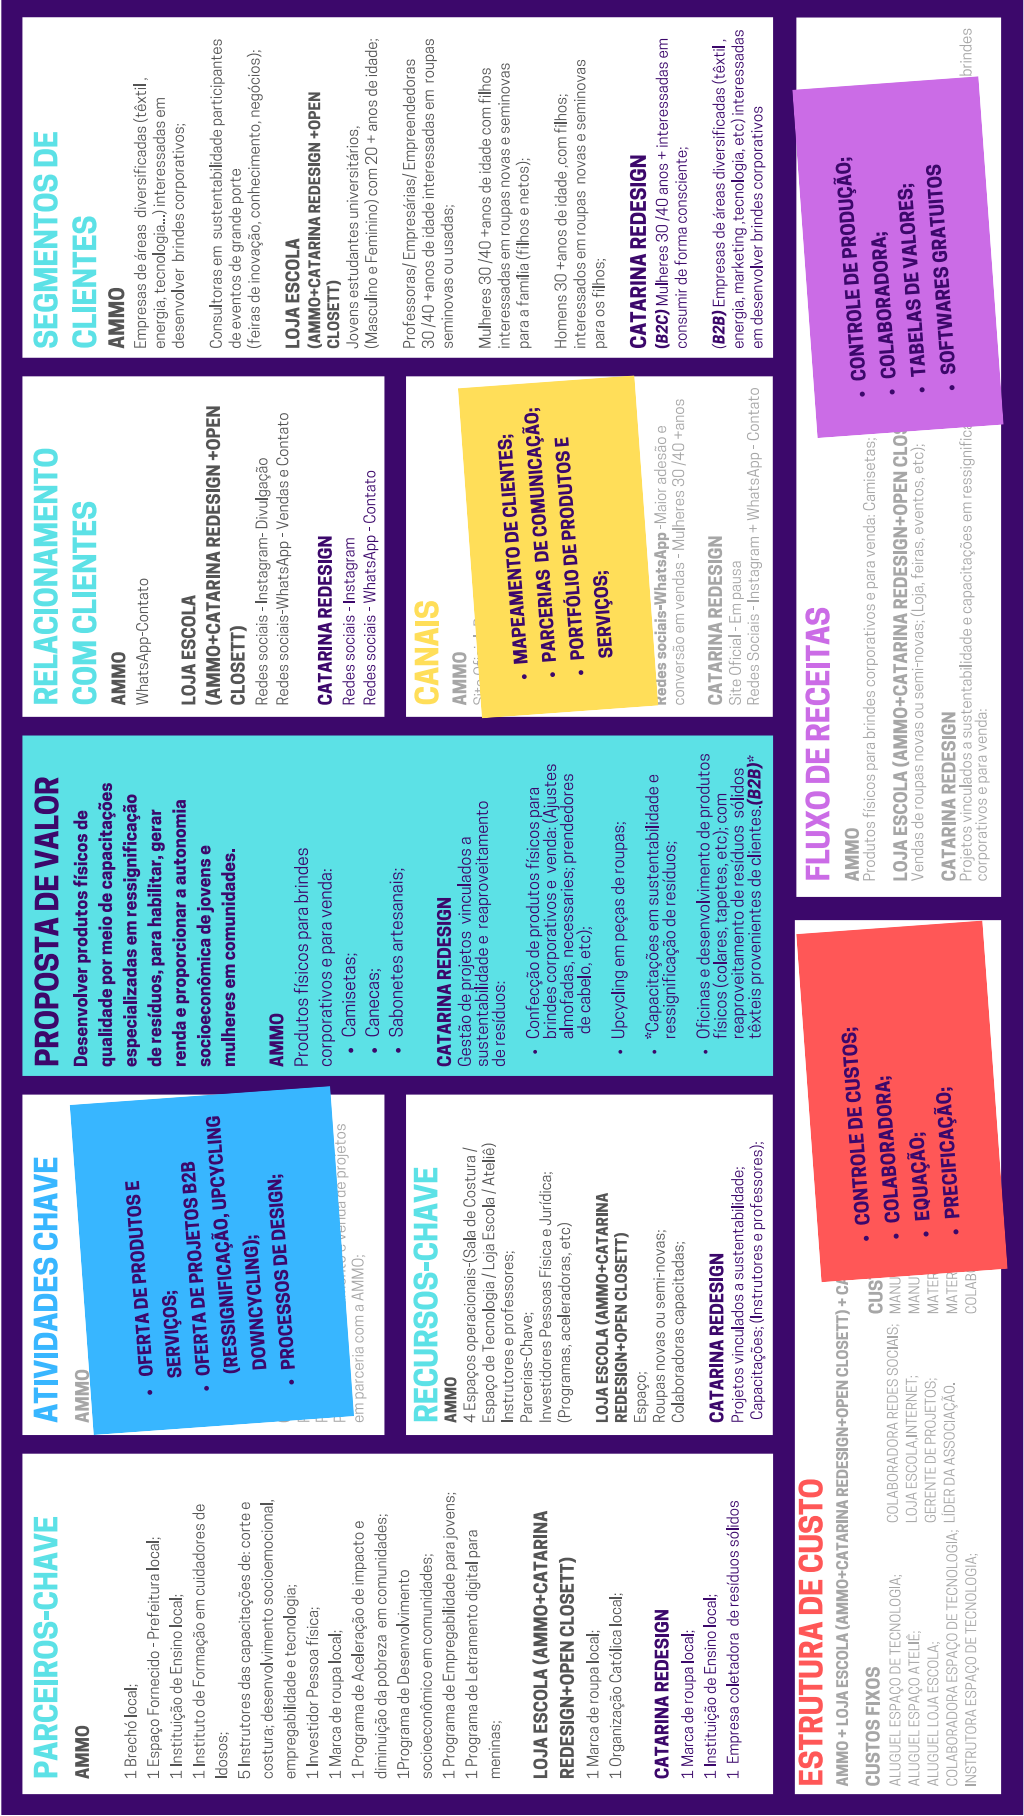 PARCEIROS-CHAVE
AMMO
1 Brechó local;
1 Espaço Fornecido - Prefeitura local;
1 Instituição de Ensino local;
1 Instituto de Formação em cuidadores de
Idosos;
5 Instrutores das capacitações de: corte e
costura; desenvolvimento socioemocional,
empregabilidade e tecnologia;
1 Investidor Pessoa física;
1 Marca de roupa local;
1 Programa de Aceleração de impacto e
diminuição da pobreza em comunidades;
1Programa de Desenvolvimento
socioeconômico em comunidades;
1 Programa de Empregabilidade para jovens;
1 Programa de Letramento digital para
meninas;
LOJA ESCOLA (AMMO+CATARINA
REDESIGN+OPEN CLOSETT)
1 Marca de roupa local;
1 Organização Católica local;
CATARINA REDESIGN
1 Marca de roupa local;
1 Instituição de Ensino local;
1 Empresa coletadora de resíduos sólidos
ATIVIDADES CHAVE
AMMO
• OFERTA DE PRODUTOS E
SERVIÇOS;
• OFERTA DE PROJETOS B2B
(RESSIGNIFICAÇÃO, UPCYCLING
DOWNCYCLING);
• PROCESSOS DE DESIGN;
e venda de projetos
em parceria com a AMMO;
RECURSOS-CHAVE
AMMO
4 Espaços operacionais-(Sala de Costura /
Espaço de Tecnologia / Loja Escola / Ateliê)
Instrutores e professores;
Parcerias-Chave;
Investidores Pessoas Física e Jurídica;
(Programas, aceleradoras, etc)
LOJA ESCOLA (AMMO+CATARINA
REDESIGN+OPEN CLOSETT)
Espaço;
Roupas novas ou semi-novas;
Colaboradoras capacitadas;
CATARINA REDESIGN
Projetos vinculados a sustentabilidade;
Capacitações; (Instrutores e professores);
PROPOSTA DE VALOR
Desenvolver produtos físicos de
qualidade por meio de capacitações
especializadas em ressignificação
de resíduos, para habilitar, gerar
renda e proporcionar a autonomia
socioeconômica de jovens e
mulheres em comunidades.
AMMO
Produtos físicos para brindes
corporativos e para venda:
• Camisetas;
• Canecas;
• Sabonetes artesanais;
CATARINA REDESIGN
Gestão de projetos vinculados a
sustentabilidade e reaproveitamento
de resíduos:
• Confecção de produtos físicos para
brindes corporativos e venda: (Ajustes
almofadas, necessaries; prendedores
de cabelo, etc);
• Upcycling em peças de roupas;
• *Capacitações em sustentabilidade e
ressignificação de resíduos;
• Oficinas e desenvolvimento de produtos
físicos (colares, tapetes, etc); com
reaproveitamento de resíduos sólidos
têxteis provenientes de clientes.(B2B)*
RELACIONAMENTO
COM CLIENTES
AMMO
WhatsApp-Contato
LOJA ESCOLA
(AMMO+CATARINA REDESIGN +OPEN
CLOSETT)
Redes sociais - Instagram- Divulgação
Redes sociais-WhatsApp - Vendas e Contato
CATARINA REDESIGN
Redes sociais - Instagram
Redes sociais - WhatsApp - Contato
CANAIS
AMMO
• MAPEAMENTO DE CLIENTES;
• PARCERIAS DE COMUNICAÇÃO;
• PORTFÓLIO DE PRODUTOS E
SERVIÇOS;
Redes sociais-WhatsApp -Maior adesão e
conversão em vendas - Mulheres 30 /40 +anos
CATARINA REDESIGN
Site Oficial - Em pausa
Redes Sociais - Instagram + WhatsApp - Contato
SEGMENTOS DE
CLIENTES
AMMO
Empresas de áreas diversificadas (têxtil ,
energia, tecnologia...) interessadas em
desenvolver brindes corporativos;
Consultoras em sustentabilidade participantes
de eventos de grande porte
(feiras de inovação, conhecimento, negócios);
LOJA ESCOLA
(AMMO+CATARINA REDESIGN +OPEN
CLOSETT)
Jovens estudantes universitários,
(Masculino e Feminino) com 20 + anos de idade;
Professoras/ Empresárias/ Empreendedoras
30 /40 +anos de idade interessadas em roupas
seminovas ou usadas;
Mulheres 30 /40 +anos de idade com filhos
interessadas em roupas novas e seminovas
para a família (filhos e netos);
Homens 30 +anos de idade ,com filhos;
interessados em roupas novas e seminovas
para os filhos;
CATARINA REDESIGN
(B2C) Mulheres 30 /40 anos + interessadas em
consumir de forma consciente;
(B2B) Empresas de áreas diversificadas (têxtil ,
energia, marketing ,tecnologia, etc) interessadas
em desenvolver brindes corporativos
ESTRUTURA DE CUSTO
AMMO + LOJA ESCOLA (AMMO+CATARINA REDESIGN+OPEN CLOSETT) + CA
CUSTOS FIXOS
ALUGUEL ESPAÇO DE TECNOLOGIA;
ALUGUEL ESPAÇO ATELIÊ;
ALUGUEL LOJA ESCOLA;
COLABORADORA ESPAÇO DE TECNOLOGIA;
INSTRUTORA ESPAÇO DE TECNOLOGIA;
COLABORADORA REDES SOCIAIS;
LOJA ESCOLA,INTERNET;
GERENTE DE PROJETOS;
LÍDER DA ASSOCIAÇÃO.
CUS
MANU
MATER
MATER
COLAB
• CONTROLE DE CUSTOS;
• COLABORADORA;
• EQUAÇÃO;
• PRECIFICAÇÃO;
FLUXO DE RECEITAS
AMMO
Produtos físicos para brindes corporativos e para venda: Camisetas;
LOJA ESCOLA (AMMO+CATARINA REDESIGN+OPEN CLOS
Vendas de roupas novas ou semi-novas; (Loja, feiras, eventos, etc);
CATARINA REDESIGN
Projetos vinculados a sustentabilidade e capacitações em ressignific brindes
corporativos e para venda:
• CONTROLE DE PRODUÇÃO;
• COLABORADORA;
• TABELAS DE VALORES;
• SOFTWARES GRATUITOS